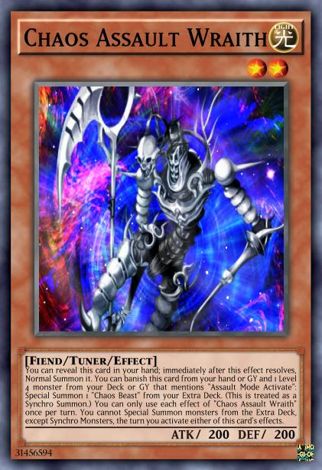 CHAOS ASSAULT WRAITH
LIGHT
光
[FIEND/TUNER/EFFECT]
You can reveal this card in your hand; immediately after this effect resolves,
Normal Summon it. You can banish this card from your hand or GY and 1 Level
4 monster from your Deck or GY that mentions "Assault Mode Activate":
Special Summon 1 "Chaos Beast" from your Extra Deck. (This is treated as a
Synchro Summon.) You can only use each effect of "Chaos Assault Wraith"
once per turn. You cannot Special Summon monsters from the Extra Deck,
except Synchro Monsters, the turn you activate either of this card's effects.
ATK/ 200 DEF/ 200
31456594